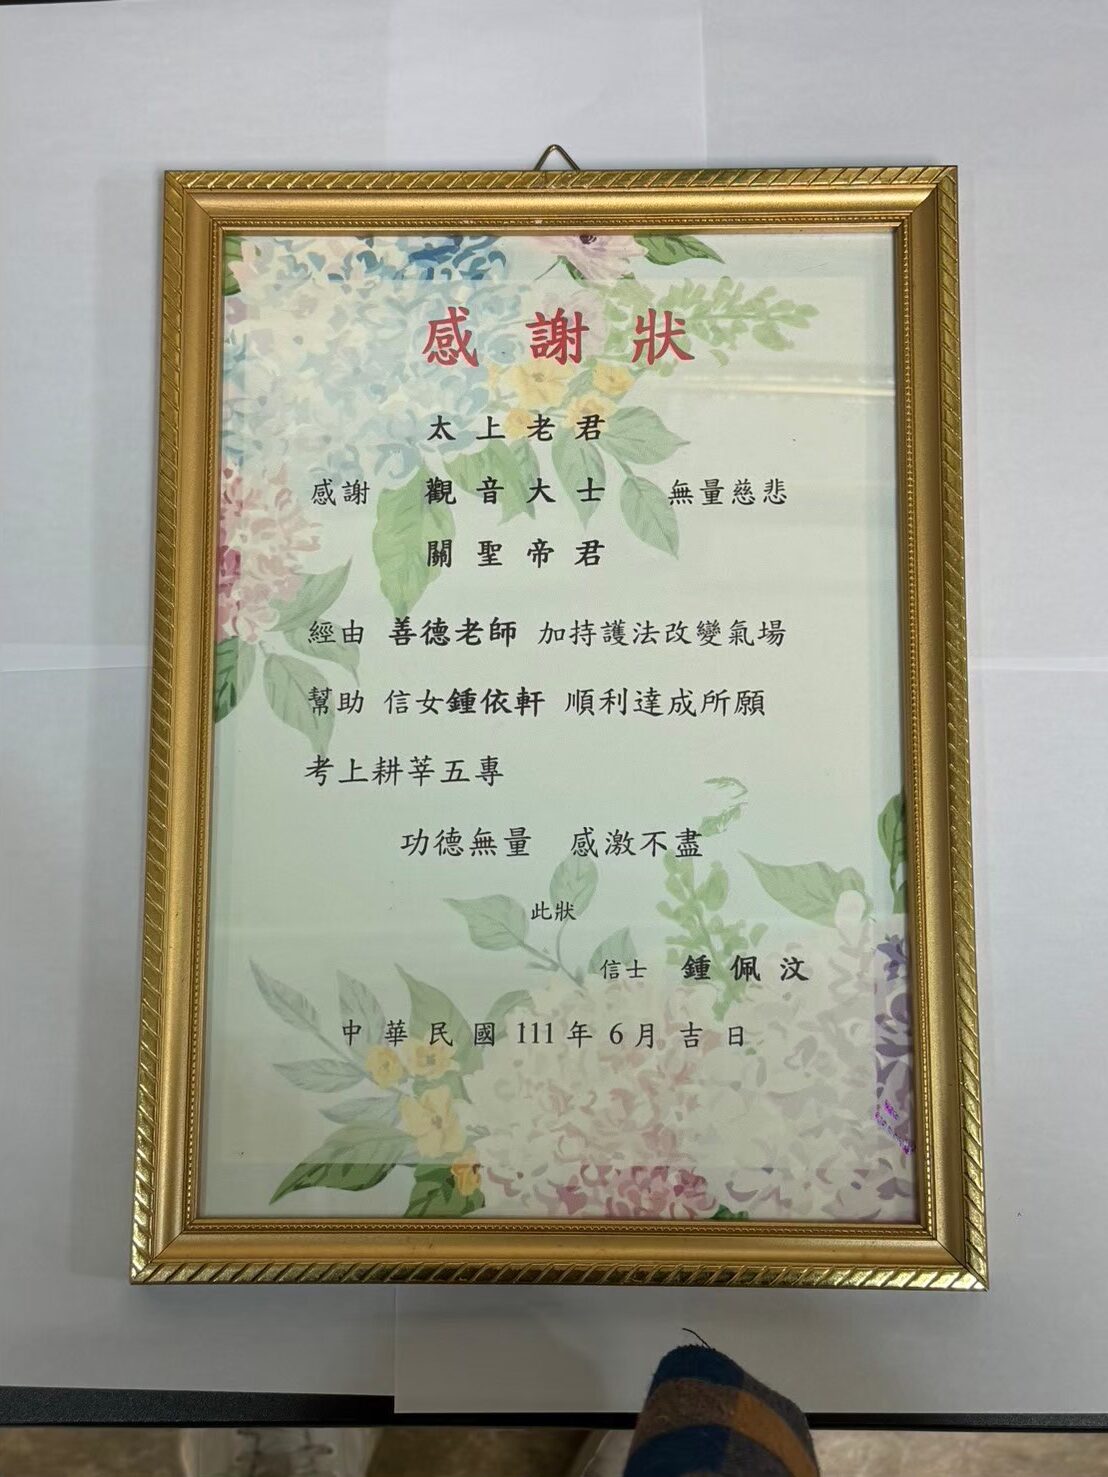 感謝狀
太上老君
感謝 觀音大士 無量慈悲
關聖帝君
經由 善德老師 加持護法改變氣場
幫助 信女鍾依軒 順利達成所願
考上耕莘五專
功德無量 感激不盡
此狀
信士 鍾佩汶
中華民國111年6月吉日